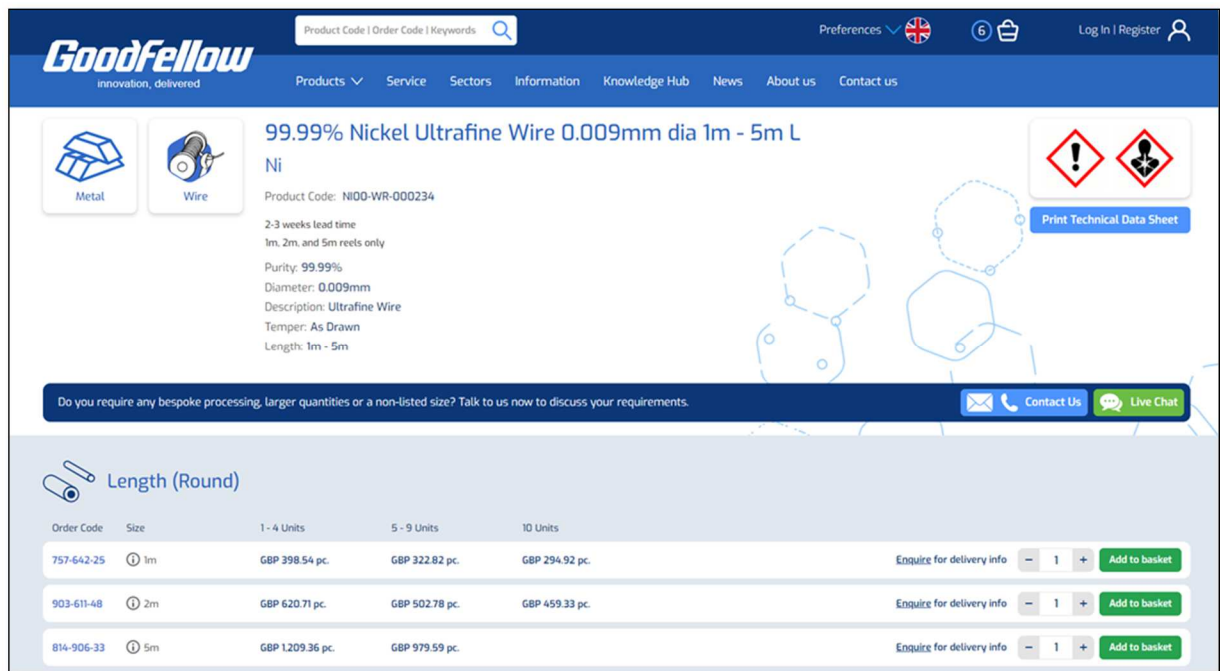 Product Code | Order Code | Keywords
Preferences
6
Log In | Register
GoodFellow
innovation, delivered
Products
Service
Sectors
Information
Knowledge Hub
News
About us
Contact us
Metal
Wire
99.99% Nickel Ultrafine Wire 0.009mm dia 1m - 5m L
Ni
Product Code: NI00-WR-000234
2-3 weeks lead time
1m, 2m, and 5m reels only
Purity: 99.99%
Diameter: 0.009mm
Description: Ultrafine Wire
Temper: As Drawn
Length: 1m - 5m
Print Technical Data Sheet
Do you require any bespoke processing, larger quantities or a non-listed size? Talk to us now to discuss your requirements.
Contact Us
Live Chat
Length (Round)
Order Code Size 1 - 4 Units 5 - 9 Units 10 Units
757-642-25 1m GBP 398.54 pc. GBP 322.82 pc. GBP 294.92 pc. Enquire for delivery info - 1 + Add to basket
903-611-48 2m GBP 620.71 pc. GBP 502.78 pc. GBP 459.33 pc. Enquire for delivery info - 1 + Add to basket
814-906-33 5m GBP 1,209.36 pc. GBP 979.59 pc. Enquire for delivery info - 1 + Add to basket